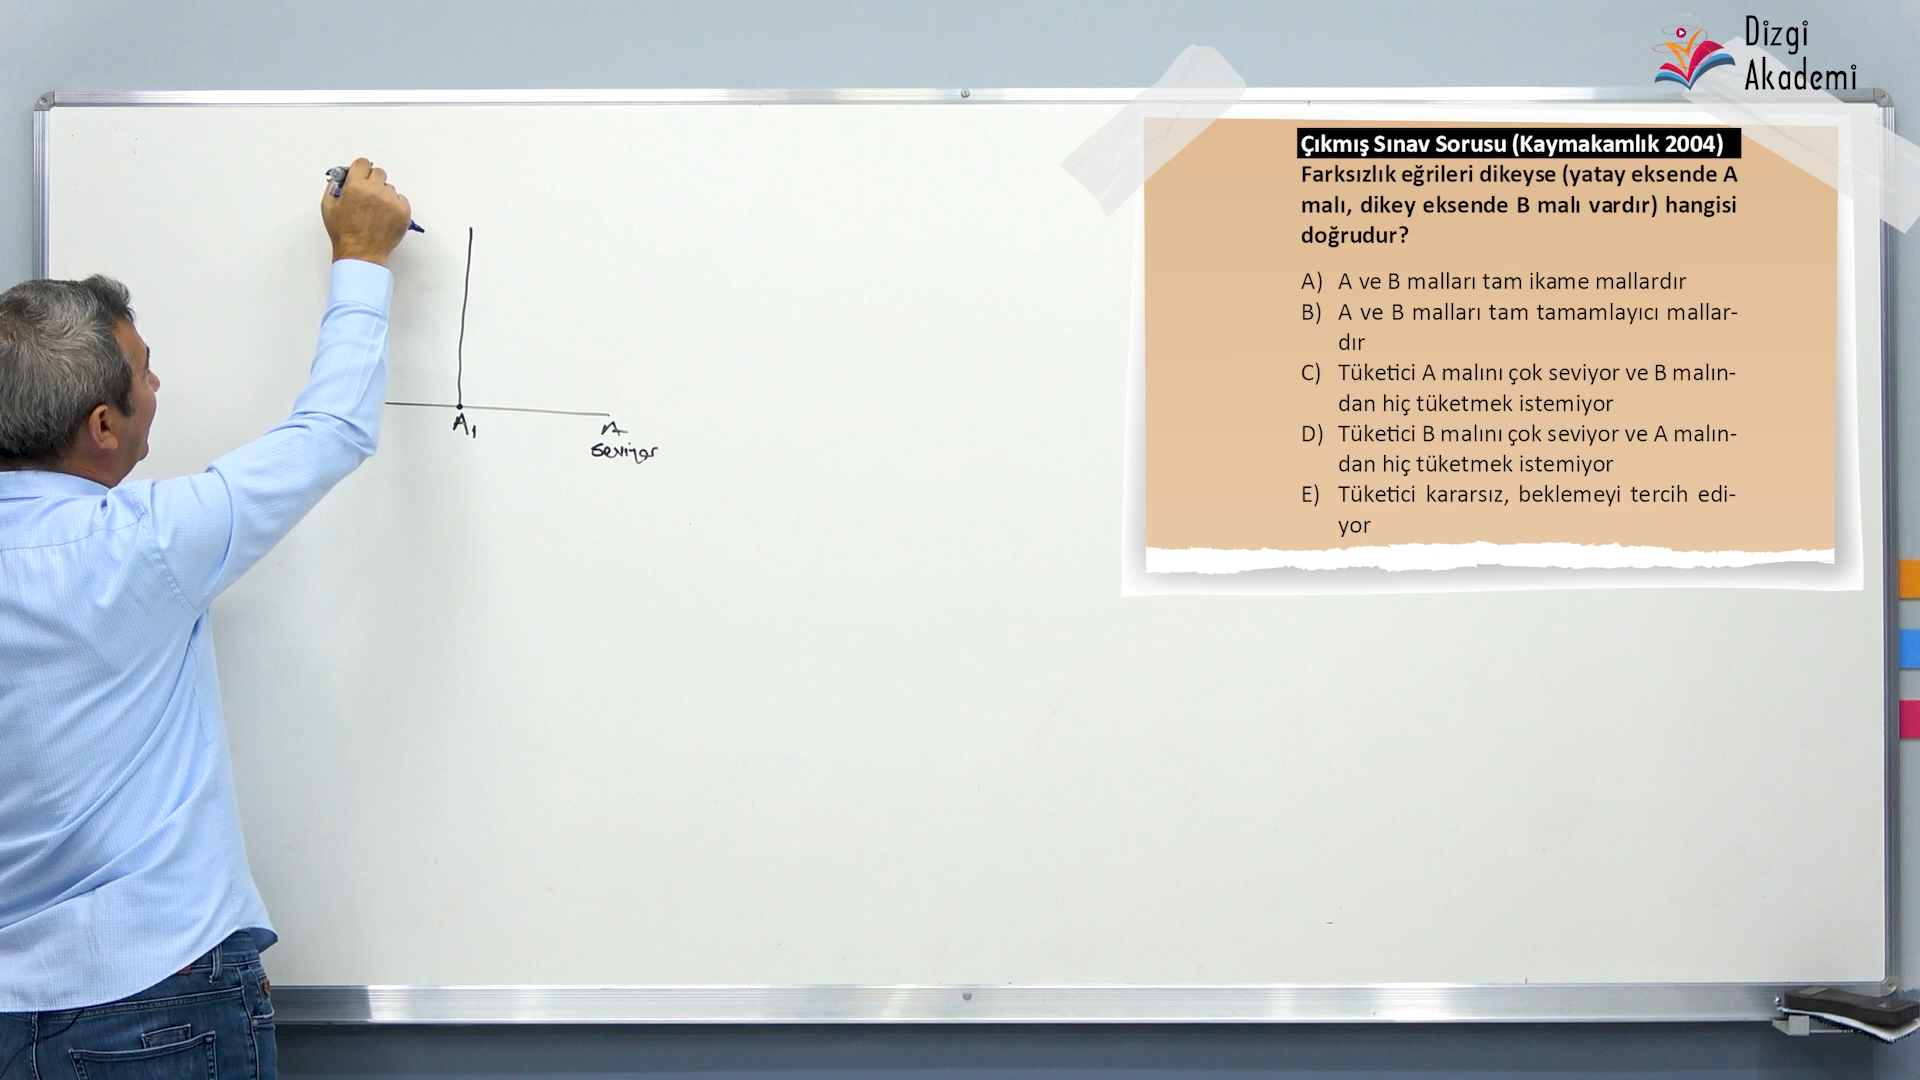 Dizgi
Akademi
Çıkmış Sınav Sorusu (Kaymakamlık 2004)
Farksızlık eğrileri dikeyse (yatay eksende A
malı, dikey eksende B malı vardır) hangisi
doğrudur?
A) A ve B malları tam ikame mallardır
B) A ve B malları tam tamamlayıcı mallar-
dır
C) Tüketici A malını çok seviyor ve B malın-
dan hiç tüketmek istemiyor
D) Tüketici B malını çok seviyor ve A malın-
dan hiç tüketmek istemiyor
E) Tüketici kararsız, beklemeyi tercih edi-
yor
A₁
A
seviyor